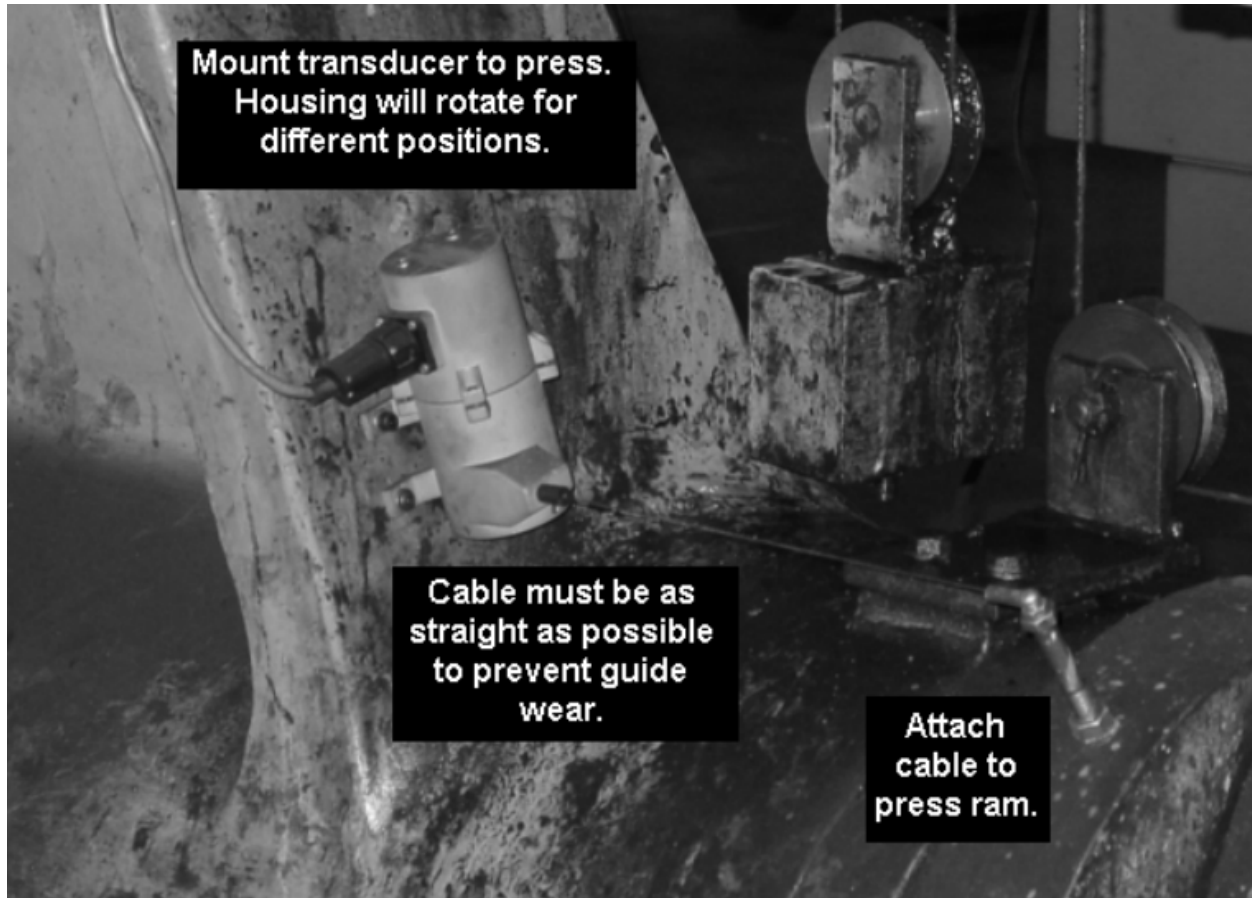 Mount transducer to press.
Housing will rotate for
different positions.
Cable must be as
straight as possible
to prevent guide
wear.
Attach
cable to
press ram.